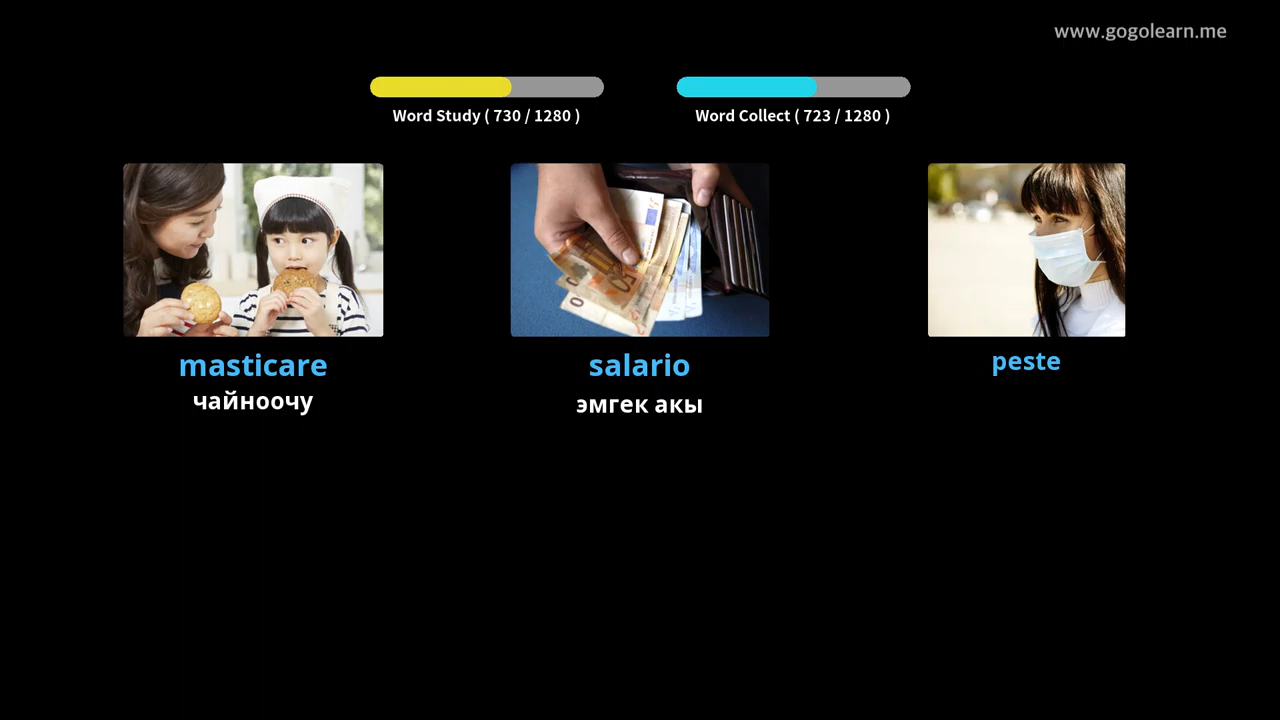 www.gogolearn.me
Word Study ( 730 / 1280 )
Word Collect ( 723 / 1280 )
masticare
чайноочу
salario
эмгек акы
peste